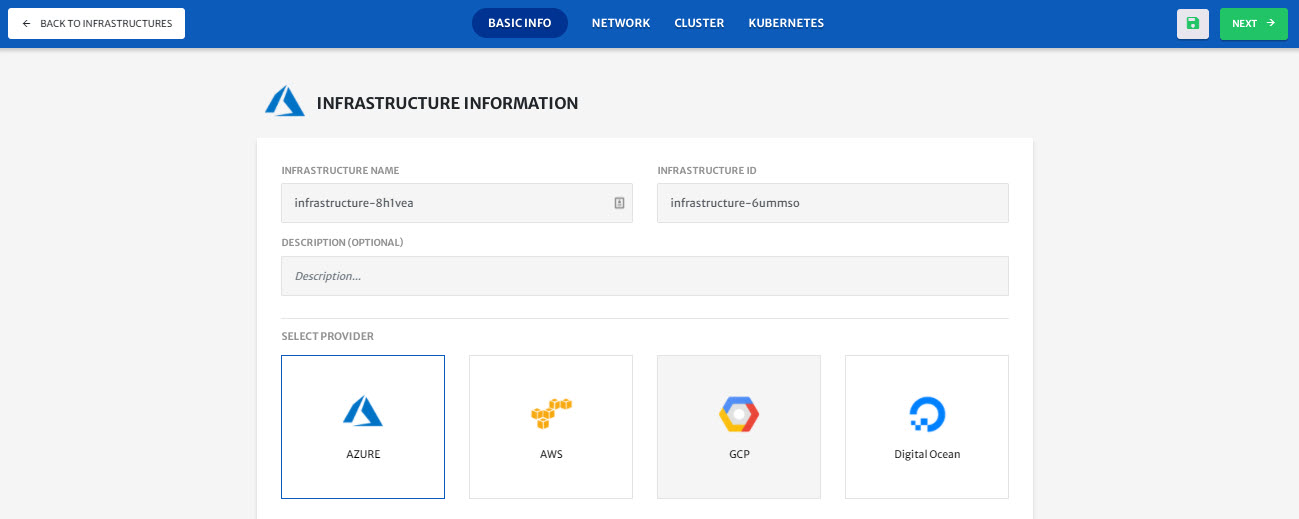 BACK TO INFRASTRUCTURES
BASIC INFO
NETWORK
CLUSTER
KUBERNETES
NEXT
INFRASTRUCTURE INFORMATION
INFRASTRUCTURE NAME
INFRASTRUCTURE ID
infrastructure-8h1vea
infrastructure-6ummso
DESCRIPTION (OPTIONAL)
Description...
SELECT PROVIDER
AZURE
AWS
GCP
Digital Ocean